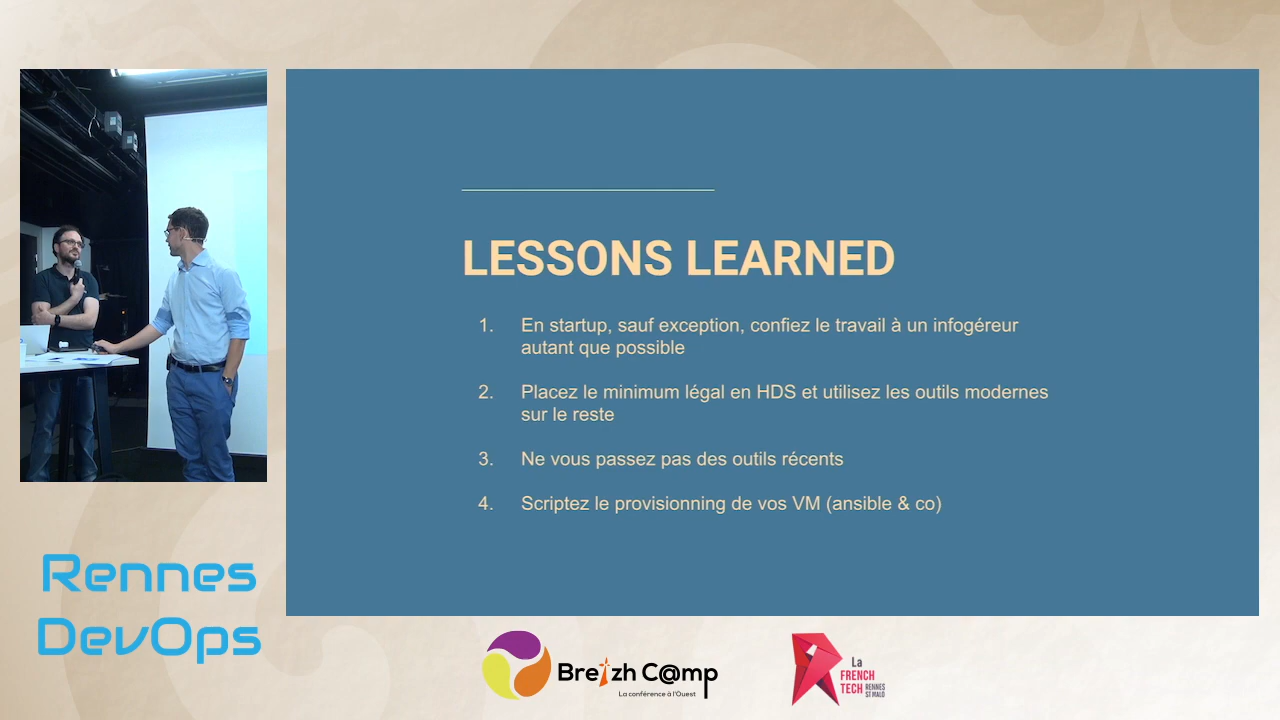 LESSONS LEARNED
1. En startup, sauf exception, confiez le travail à un infogéreur
autant que possible
2. Placez le minimum légal en HDS et utilisez les outils modernes
sur le reste
3. Ne vous passez pas des outils récents
4. Scriptez le provisionning de vos VM (ansible & co)
Rennes
DevOps
Breizh C@mp
La conférence à l'Ouest
La
FRENCH
TECH RENNES
ST MALO